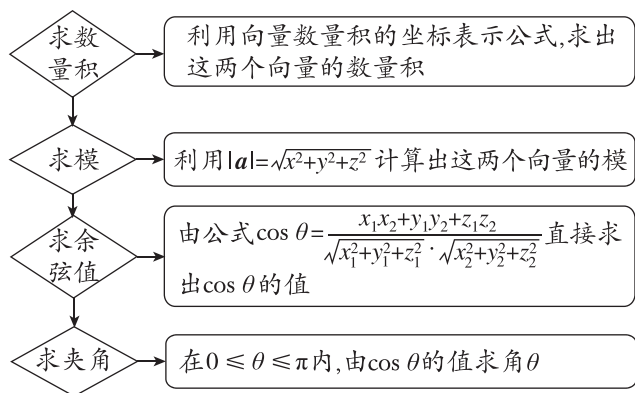 求数
量积
利用向量数量积的坐标表示公式,求出
这两个向量的数量积
求模
利用|a|=√(x²+y²+z²) 计算出这两个向量的模
求余
弦值
由公式cos θ=(x₁x₂+y₁y₂+z₁z₂)/(√(x₁²+y₁²+z₁²)·√(x₂²+y₂²+z₂²))直接求
出cos θ的值
求夹角
在0≤θ≤π内,由cos θ的值求角θ